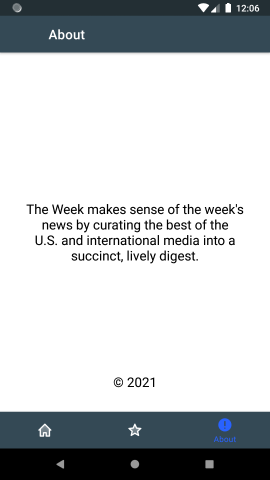 12:06
About
The Week makes sense of the week's
news by curating the best of the
U.S. and international media into a
succinct, lively digest.
© 2021
About